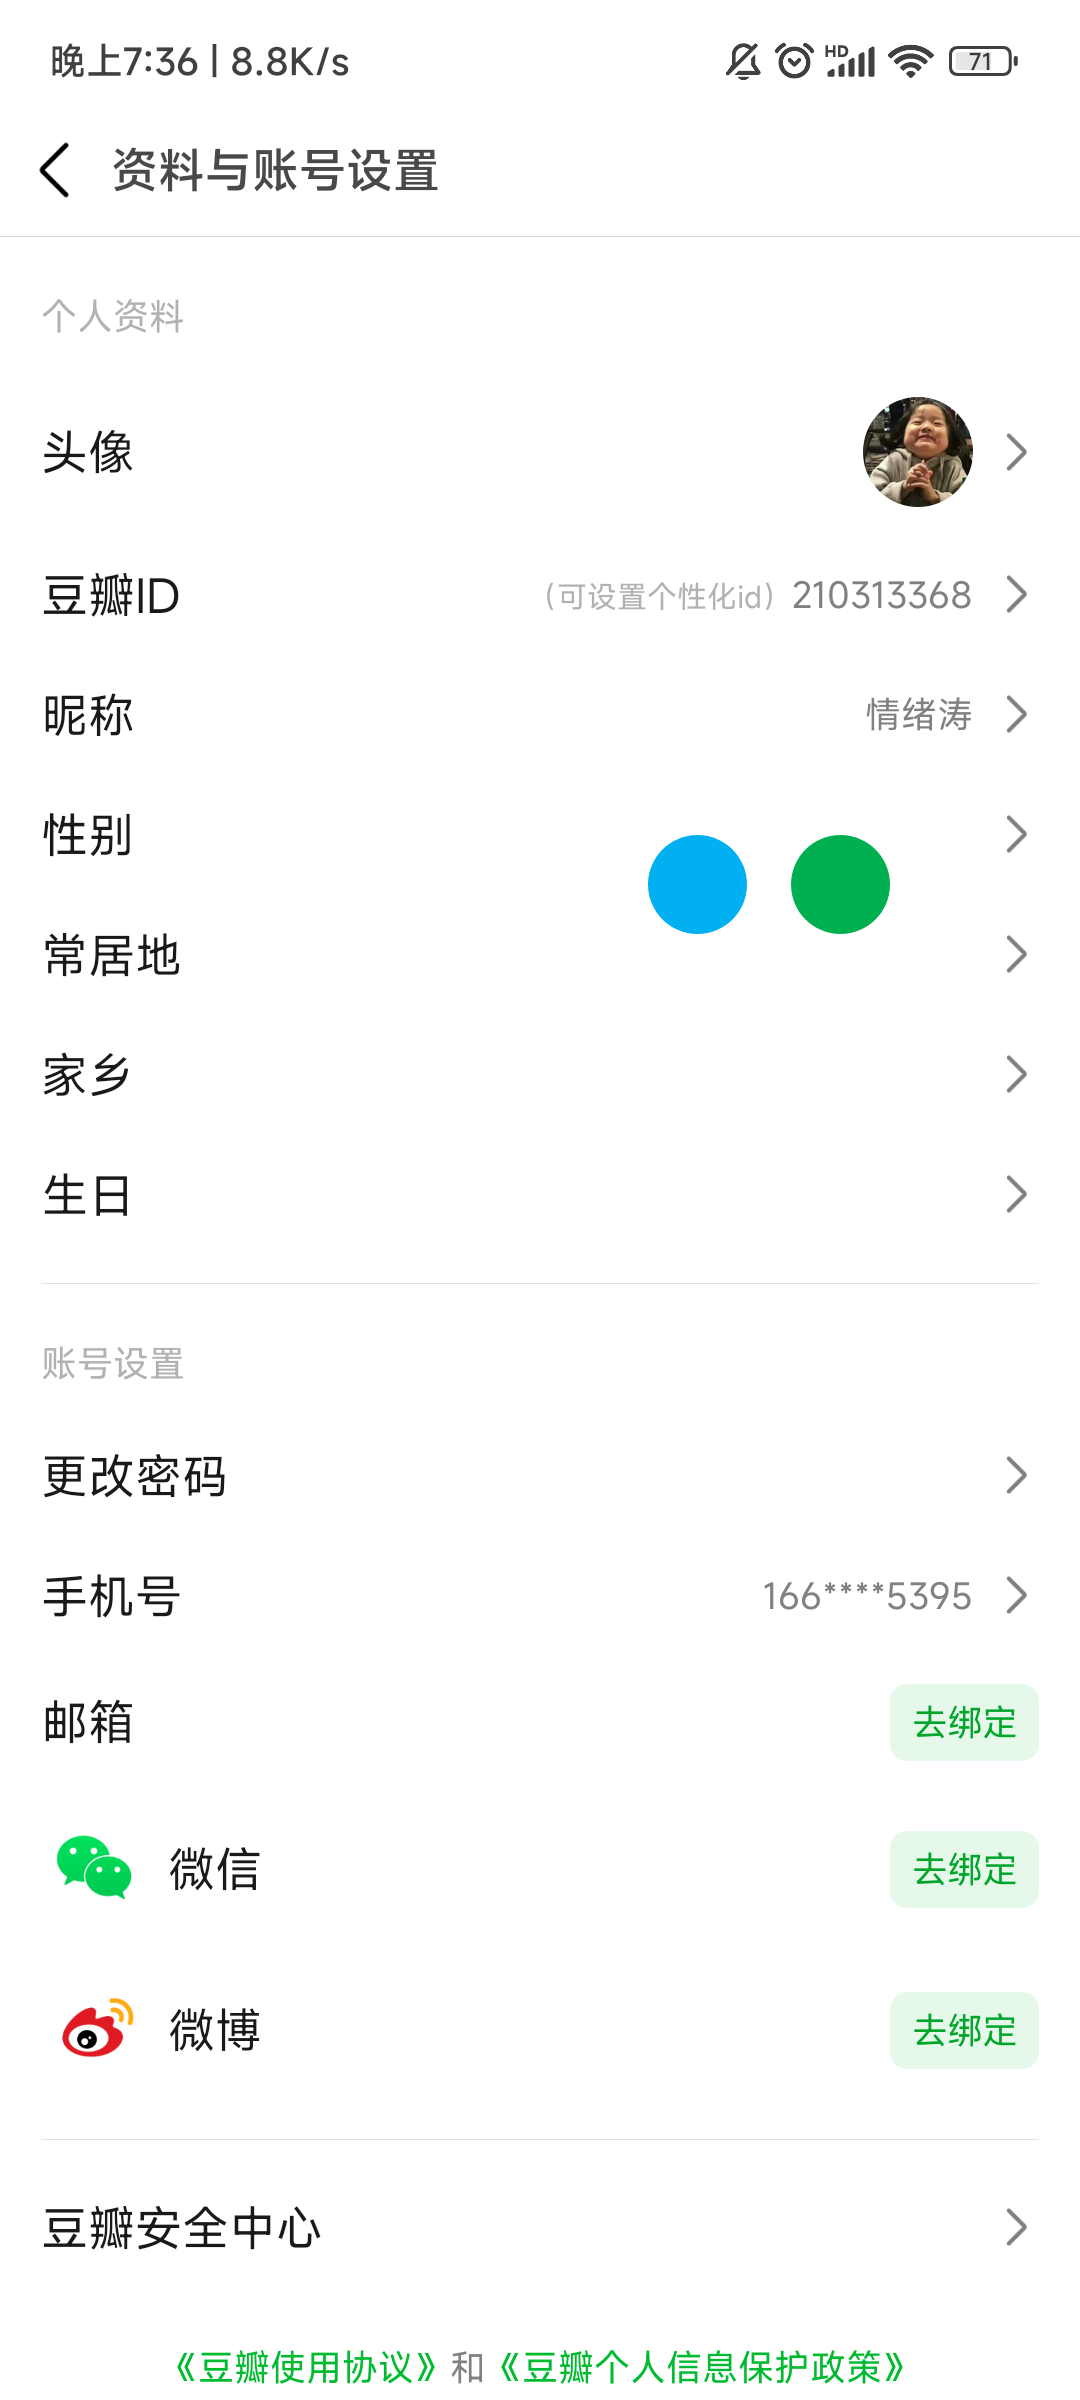 晚上7:36 | 8.8K/s
HD
71
资料与账号设置
个人资料
头像
豆瓣ID (可设置个性化id) 210313368
昵称 情绪涛
性别
常居地
家乡
生日
账号设置
更改密码
手机号 166****5395
邮箱 去绑定
微信 去绑定
微博 去绑定
豆瓣安全中心
《豆瓣使用协议》和《豆瓣个人信息保护政策》